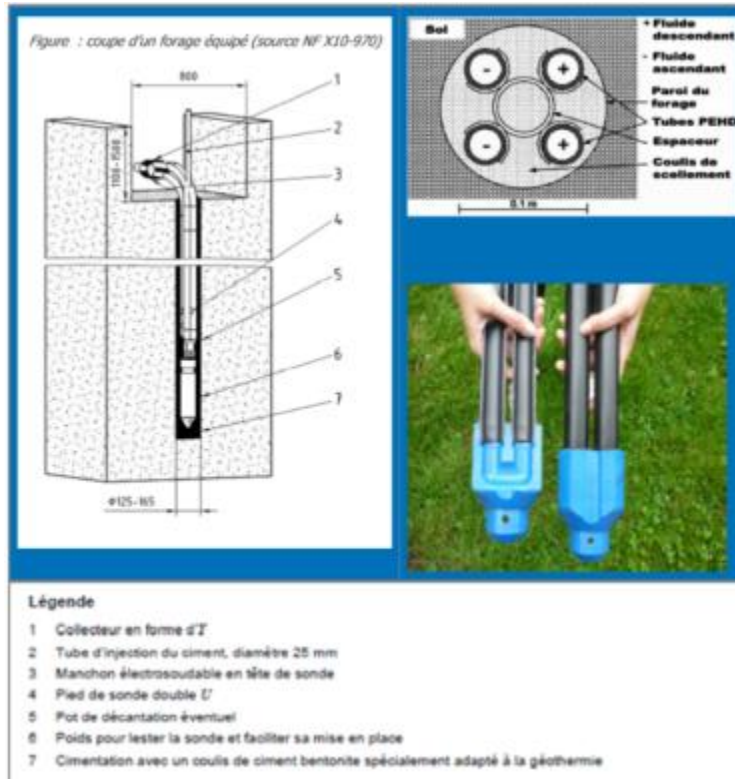 Figure : coupe d'un forage équipé (source NF X10-970)
800
1100-1500
1
2
3
4
5
6
7
Φ125-165
Sol
+ Fluide
descendant
- Fluide
ascendant
Paroi du
forage
Tubes PEHD
Espaceur
Coulis de
scellement
- +
- +
0.1 m
Légende
1 Collecteur en forme d'Y
2 Tube d'injection du ciment, diamètre 25 mm
3 Manchon électrosoudable en tête de sonde
4 Pied de sonde double U
5 Pot de décantation éventuel
6 Poids pour lester la sonde et faciliter sa mise en place
7 Cimentation avec un coulis de ciment bentonite spécialement adapté à la géothermie